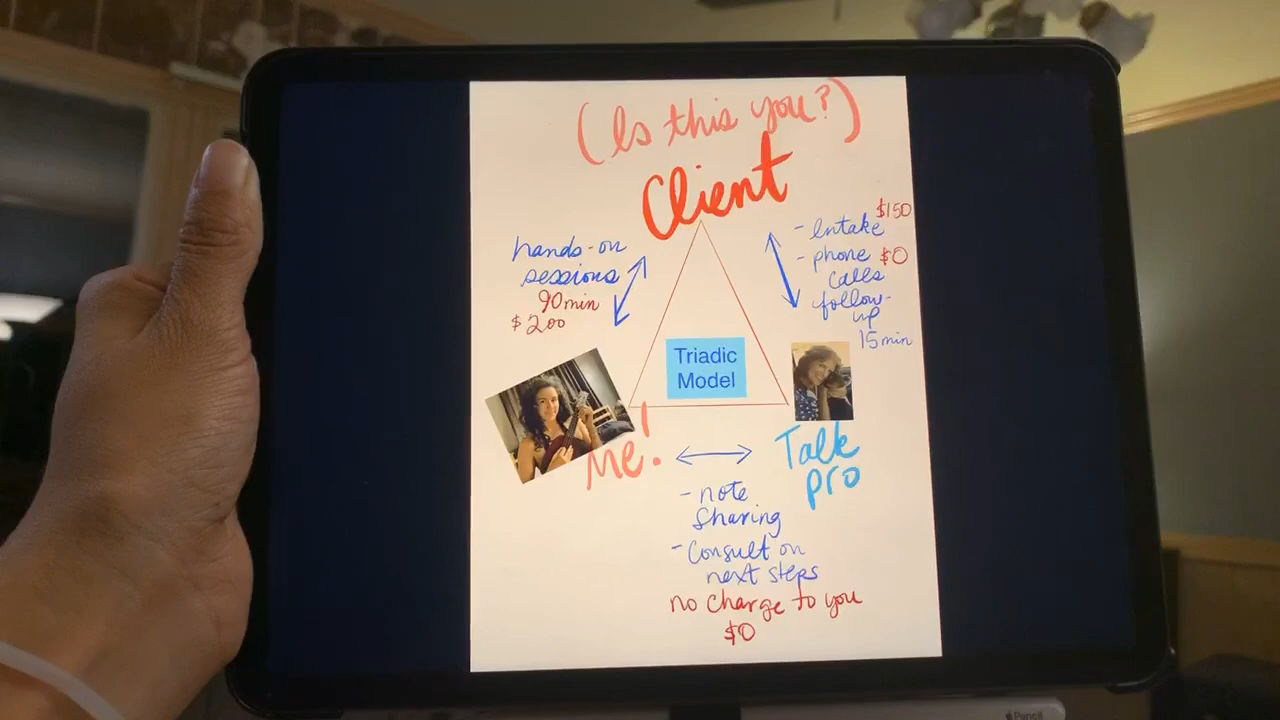 (Is this you?)
Client
hands-on
sessions
90min
$200
$150
- Intake
- phone $0
calls
follow-
up
15min
Triadic
Model
Me!
Talk
pro
- note
sharing
- Consult on
next steps
no charge to you
$0
Pencil